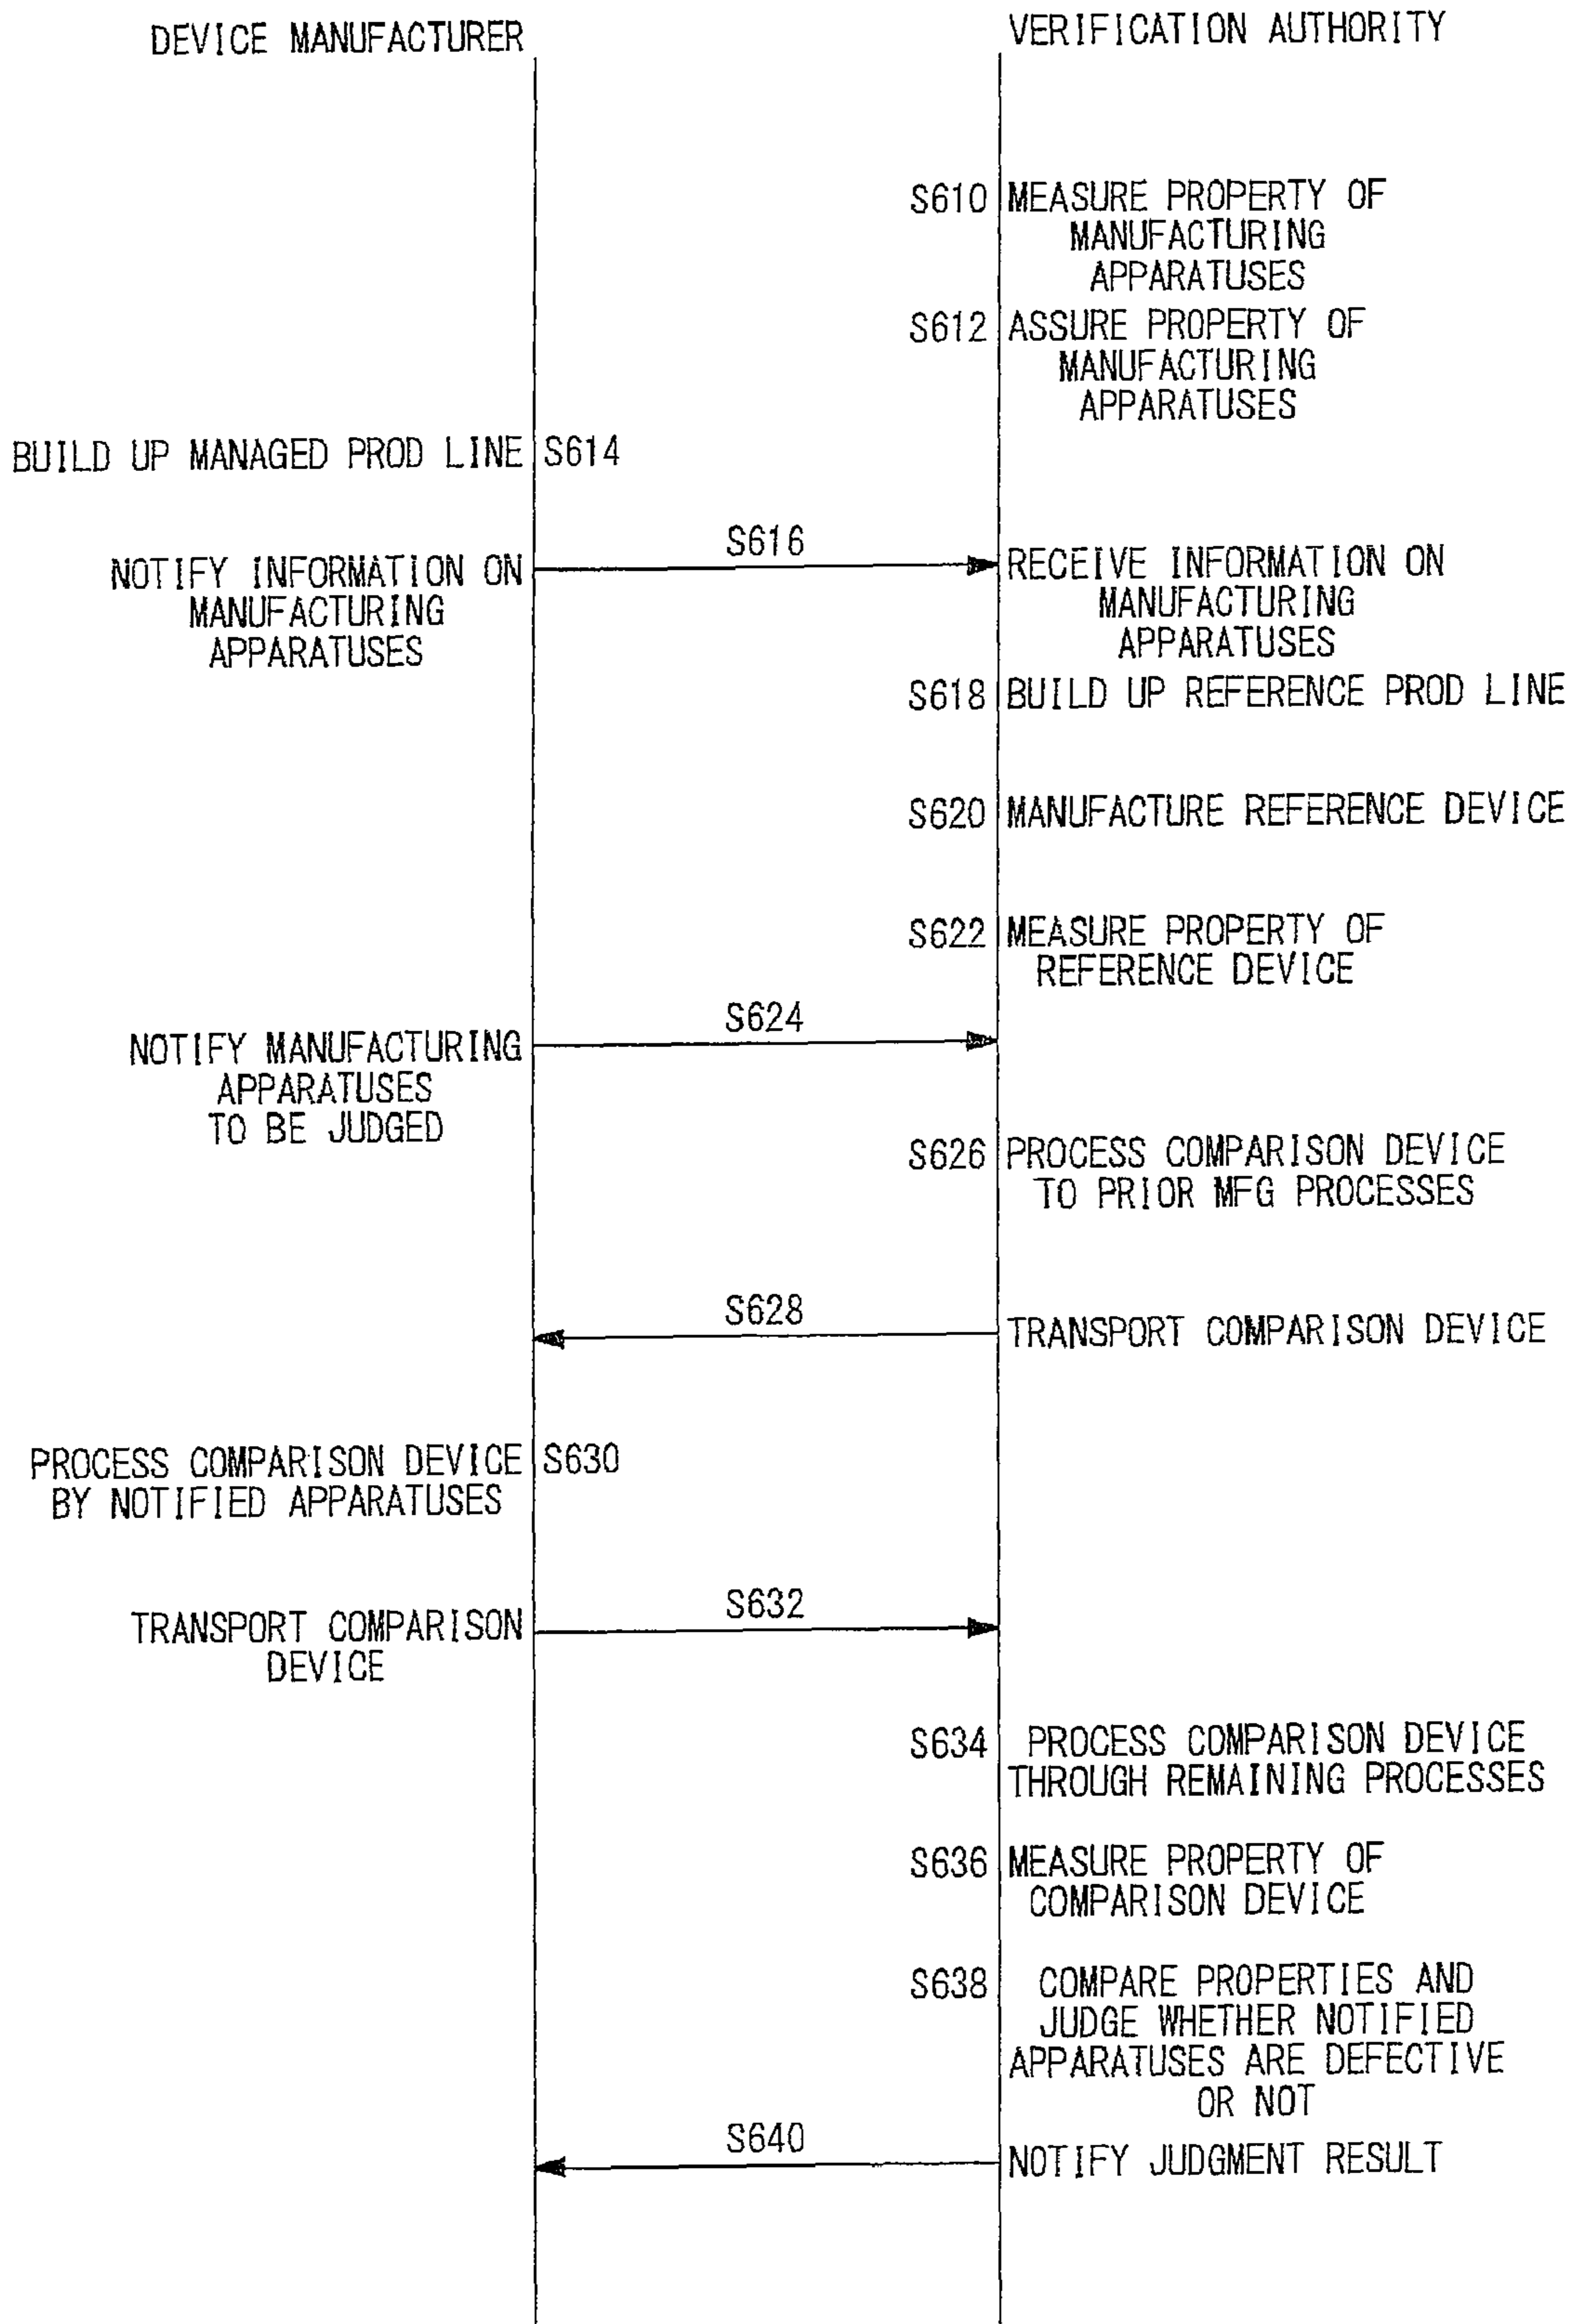 DEVICE MANUFACTURER
VERIFICATION AUTHORITY
S610 MEASURE PROPERTY OF
MANUFACTURING
APPARATUSES
S612 ASSURE PROPERTY OF
MANUFACTURING
APPARATUSES
BUILD UP MANAGED PROD LINE S614
S616
NOTIFY INFORMATION ON
MANUFACTURING
APPARATUSES
RECEIVE INFORMATION ON
MANUFACTURING
APPARATUSES
S618 BUILD UP REFERENCE PROD LINE
S620 MANUFACTURE REFERENCE DEVICE
S622 MEASURE PROPERTY OF
REFERENCE DEVICE
S624
NOTIFY MANUFACTURING
APPARATUSES
TO BE JUDGED
S626 PROCESS COMPARISON DEVICE
TO PRIOR MFG PROCESSES
S628
TRANSPORT COMPARISON DEVICE
PROCESS COMPARISON DEVICE S630
BY NOTIFIED APPARATUSES
S632
TRANSPORT COMPARISON
DEVICE
S634 PROCESS COMPARISON DEVICE
THROUGH REMAINING PROCESSES
S636 MEASURE PROPERTY OF
COMPARISON DEVICE
S638 COMPARE PROPERTIES AND
JUDGE WHETHER NOTIFIED
APPARATUSES ARE DEFECTIVE
OR NOT
S640
NOTIFY JUDGMENT RESULT